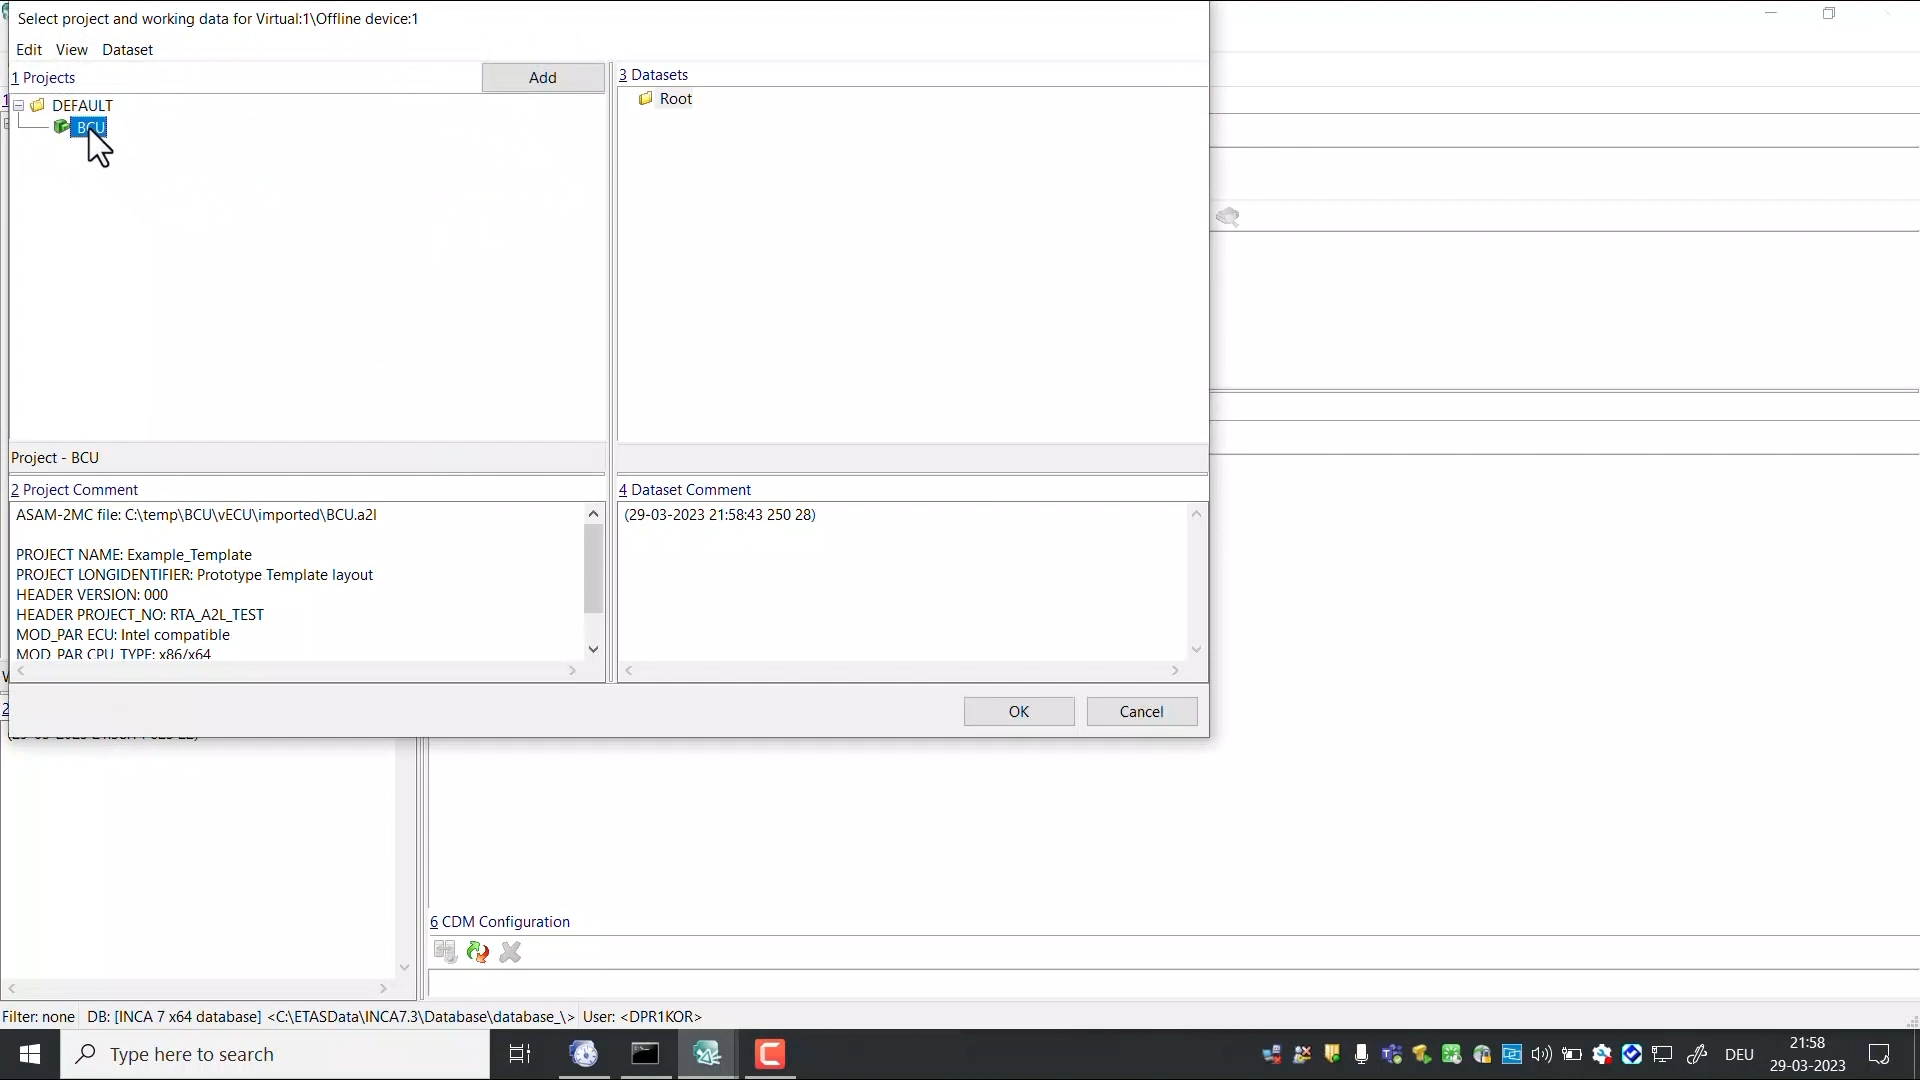 Select project and working data for Virtual:1\Offline device:1
Edit View Dataset
1 Projects
Add
3 Datasets
DEFAULT
BCU
Root
Project - BCU
2 Project Comment
4 Dataset Comment
ASAM-2MC file: C:\temp\BCU\vECU\imported\BCU.a2l
PROJECT NAME: Example_Template
PROJECT LONGIDENTIFIER: Prototype Template layout
HEADER VERSION: 000
HEADER PROJECT_NO: RTA_A2L_TEST
MOD_PAR ECU: Intel compatible
MOD_PAR CPU_TYPE: x86/x64
(29-03-2023 21:58:43 250 28)
OK
Cancel
6 CDM Configuration
Filter: none DB: [INCA 7 x64 database] <C:\ETASData\INCA7.3\Database\database_\> User: <DPR1KOR>
Type here to search
DEU
21:58
29-03-2023